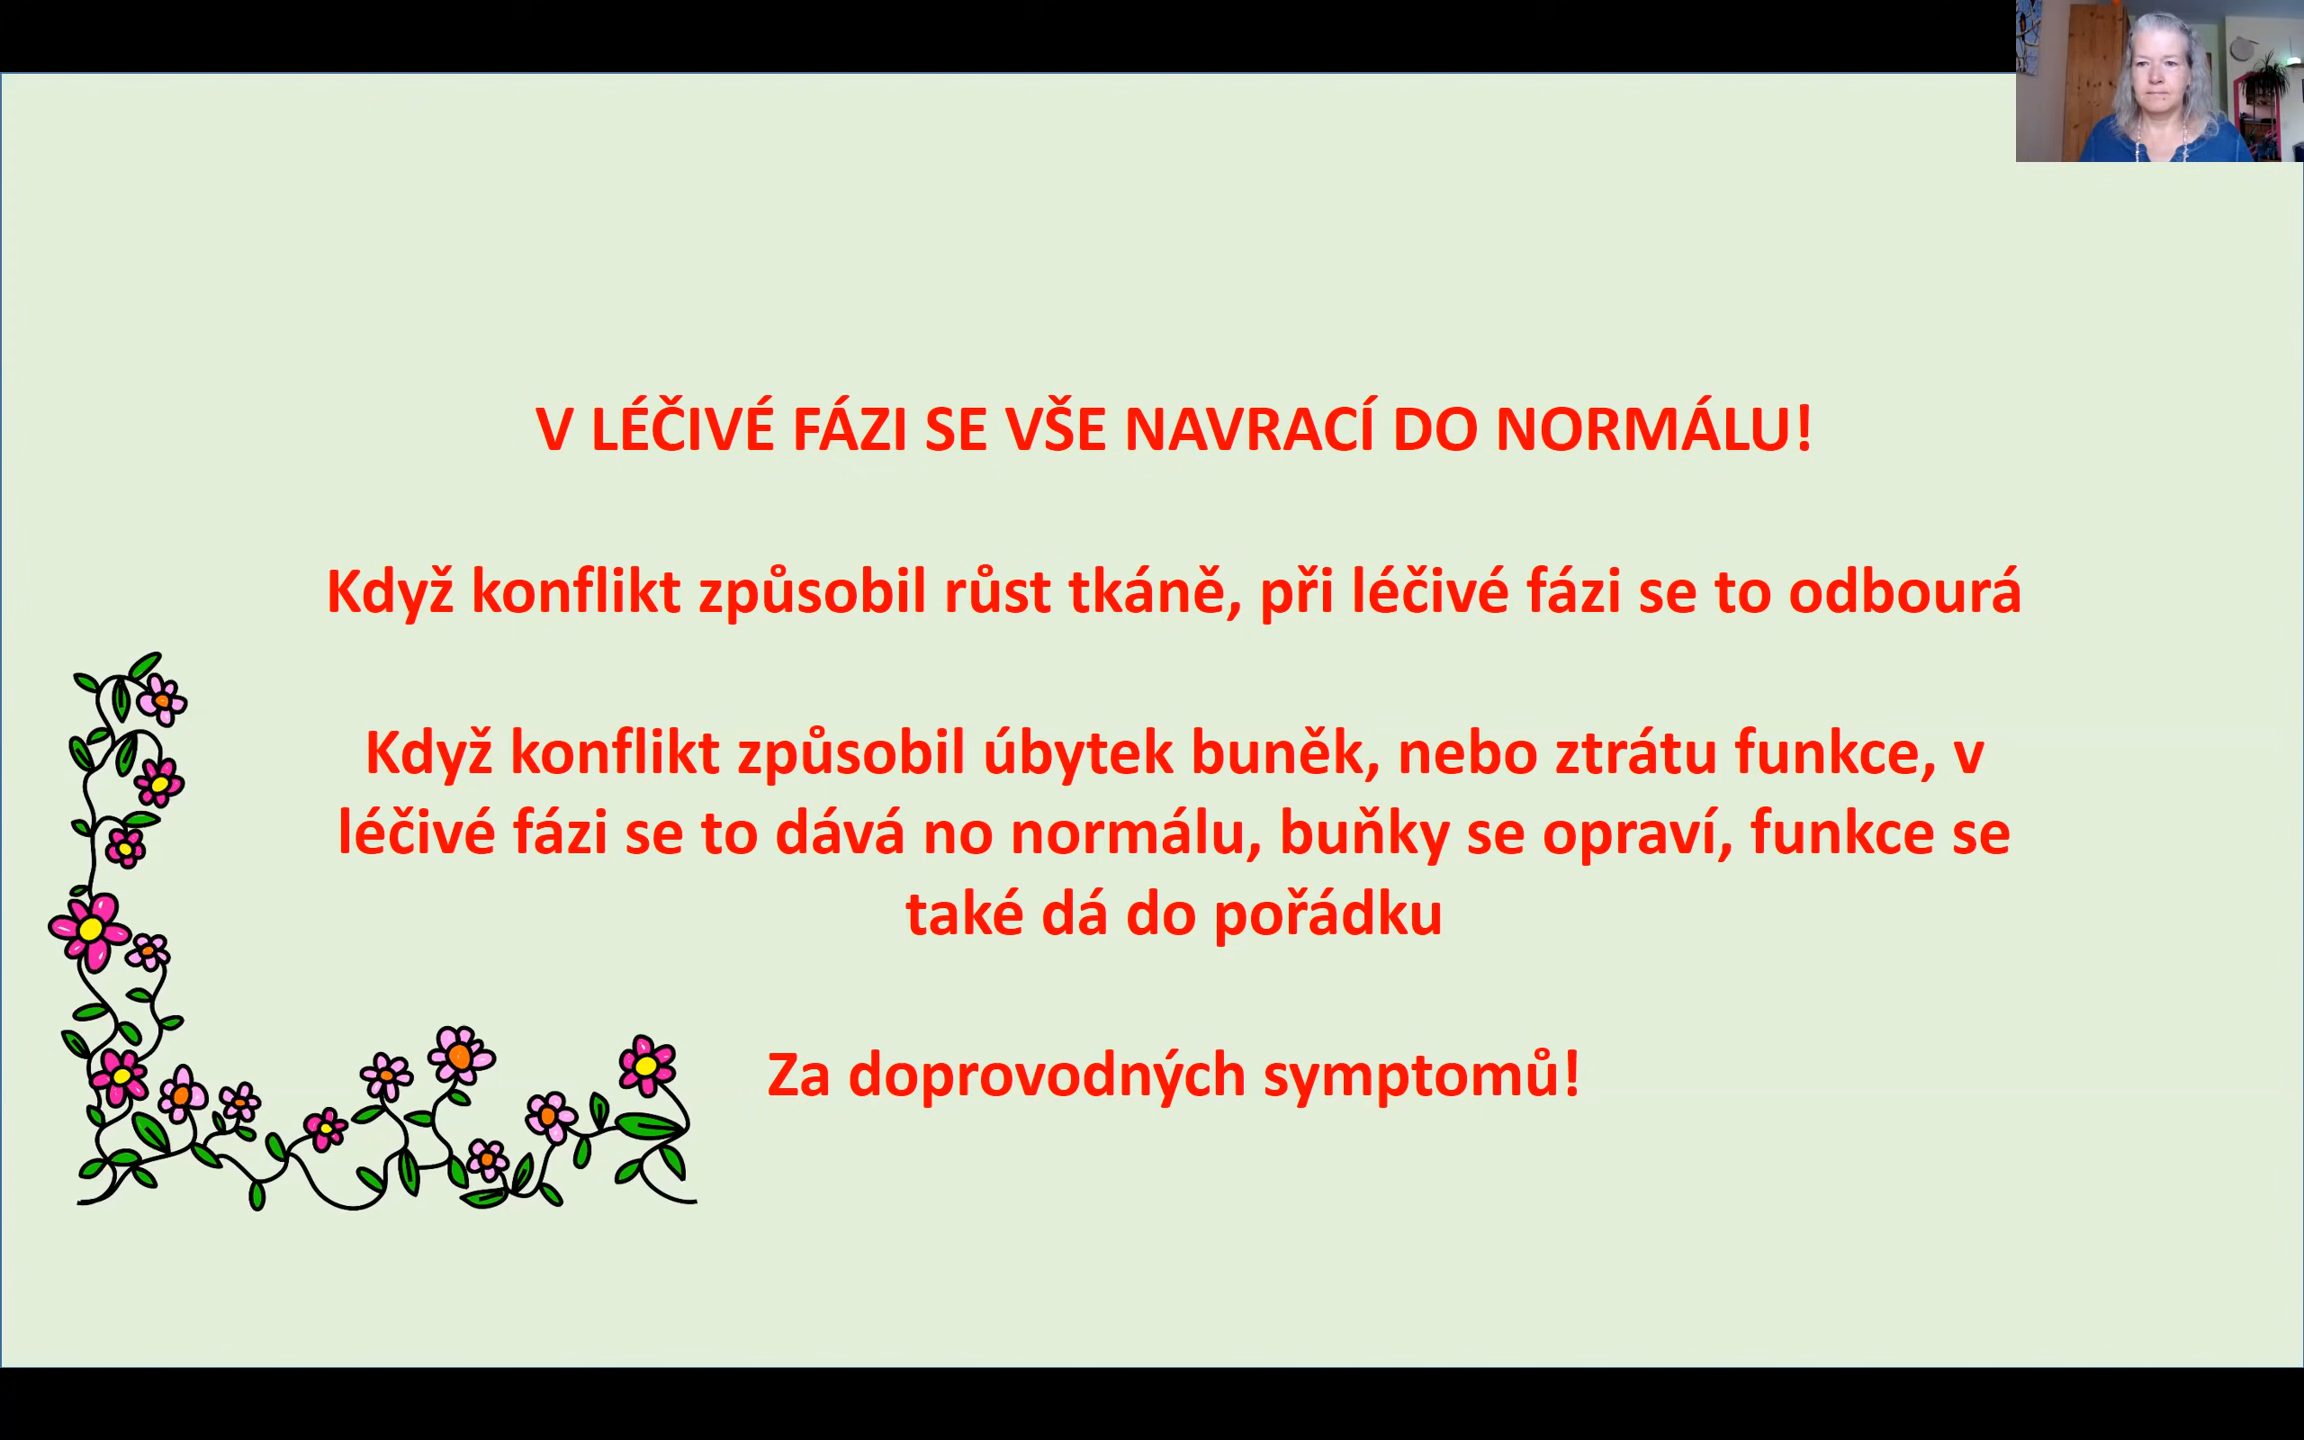 V LÉČIVÉ FÁZI SE VŠE NAVRACÍ DO NORMÁLU!
Když konflikt způsobil růst tkáně, při léčivé fázi se to odbourá
Když konflikt způsobil úbytek buněk, nebo ztrátu funkce, v
léčivé fázi se to dává no normálu, buňky se opraví, funkce se
také dá do pořádku
Za doprovodných symptomů!